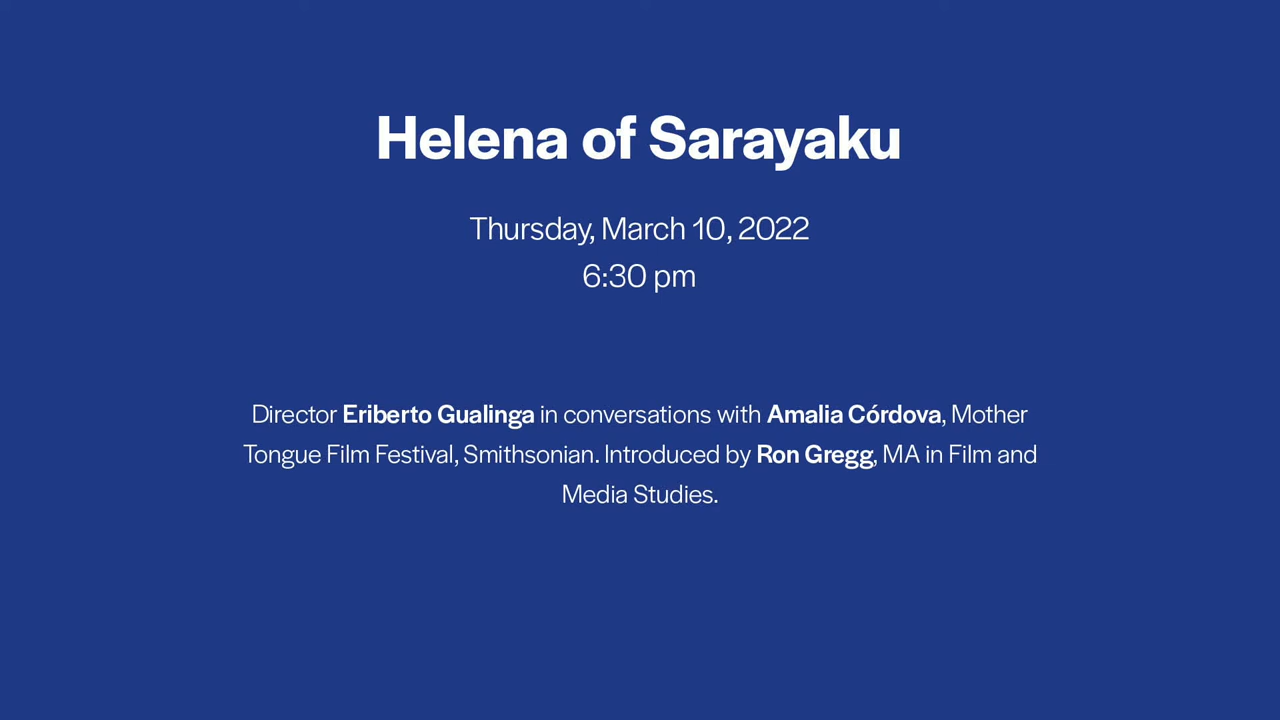 Helena of Sarayaku
Thursday, March 10, 2022
6:30 pm
Director Eriberto Gualinga in conversations with Amalia Córdova, Mother
Tongue Film Festival, Smithsonian. Introduced by Ron Gregg, MA in Film and
Media Studies.